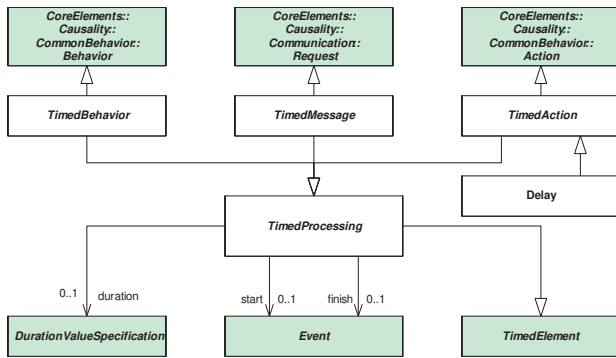 CoreElements::
Causality::
CommonBehavior::
Behavior
CoreElements::
Causality::
Communication::
Request
CoreElements::
Causality::
CommonBehavior::
Action
TimedBehavior
TimedMessage
TimedAction
Delay
TimedProcessing
0..1
duration
start
0..1
finish
0..1
DurationValueSpecification
Event
TimedElement